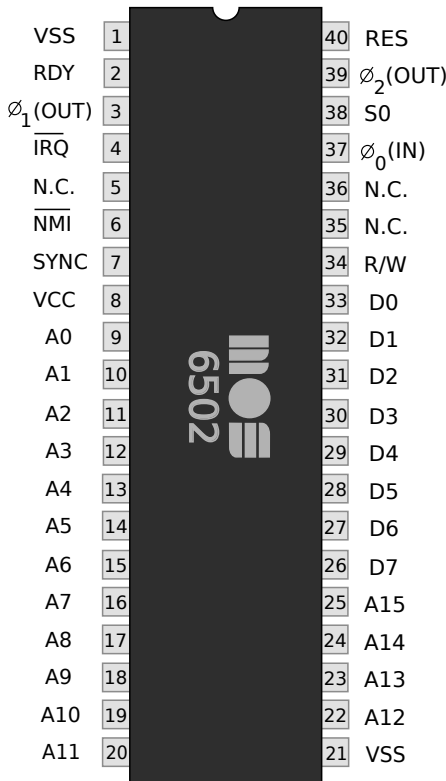 VSS 1 40 RES
RDY 2 39 ∅2(OUT)
∅1(OUT) 3 38 S0
I̅R̅Q̅ 4 37 ∅0(IN)
N.C. 5 36 N.C.
N̅M̅I̅ 6 35 N.C.
SYNC 7 34 R/W
VCC 8 33 D0
A0 9 32 D1
A1 10 31 D2
A2 11 30 D3
A3 12 29 D4
A4 13 28 D5
A5 14 27 D6
A6 15 26 D7
A7 16 25 A15
A8 17 24 A14
A9 18 23 A13
A10 19 22 A12
A11 20 21 VSS
mos
6502